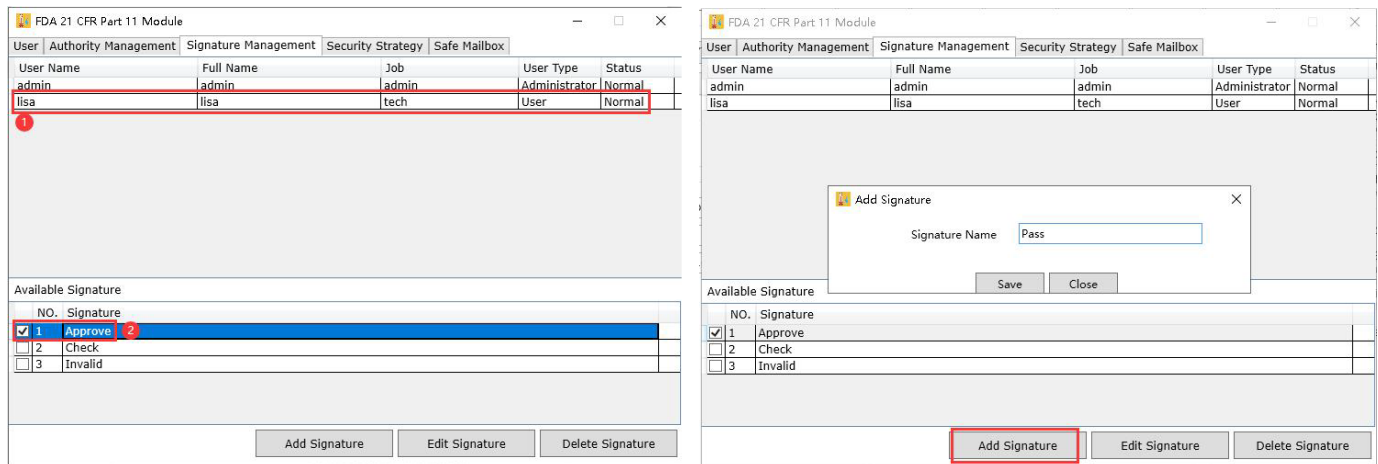 FDA 21 CFR Part 11 Module
User Authority Management Signature Management Security Strategy Safe Mailbox
User Name Full Name Job User Type Status
admin admin admin Administrator Normal
lisa lisa tech User Normal
1
Available Signature
NO. Signature
1 Approve 2
2 Check
3 Invalid
Add Signature Edit Signature Delete Signature
FDA 21 CFR Part 11 Module
User Authority Management Signature Management Security Strategy Safe Mailbox
User Name Full Name Job User Type Status
admin admin admin Administrator Normal
lisa lisa tech User Normal
Add Signature
Signature Name Pass
Save Close
Available Signature
NO. Signature
1 Approve
2 Check
3 Invalid
Add Signature Edit Signature Delete Signature